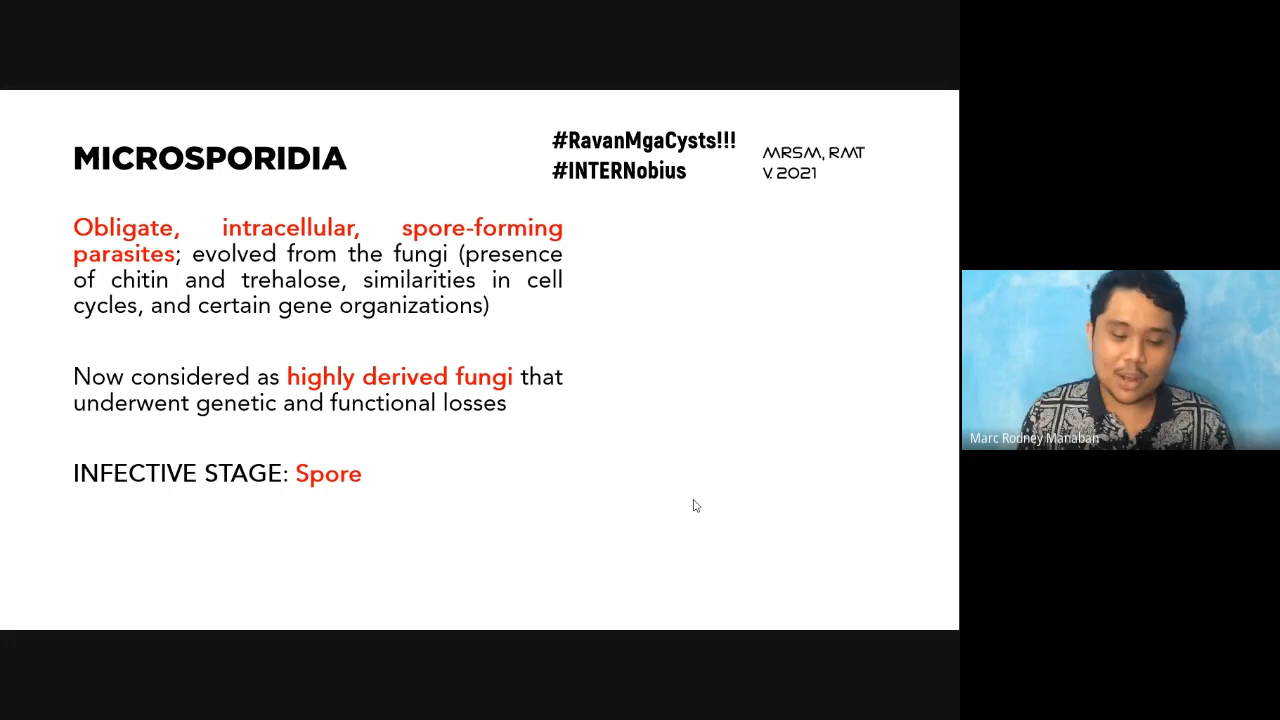 MICROSPORIDIA
#RavanMgaCysts!!!
#INTERNobius
MRSM, RMT
V. 2021
Obligate, intracellular, spore-forming
parasites; evolved from the fungi (presence
of chitin and trehalose, similarities in cell
cycles, and certain gene organizations)
Now considered as highly derived fungi that
underwent genetic and functional losses
INFECTIVE STAGE: Spore
Marc Rodney Manaban